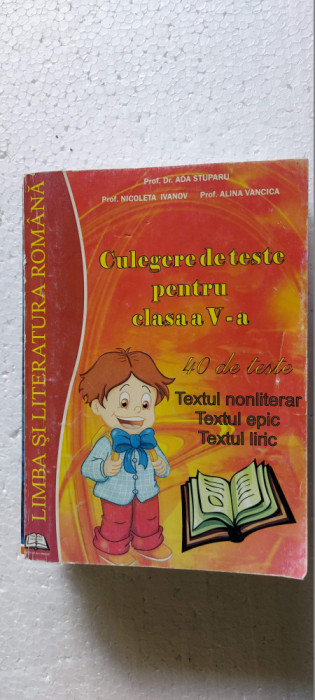 Prof. Dr. ADA STUPARU
Prof. NICOLETA IVANOV Prof. ALINA VANCICA
LIMBA ȘI LITERATURA ROMÂNĂ
Culegere de teste
pentru
clasa a V-a
40 de teste
Textul nonliterar
Textul epic
Textul liric